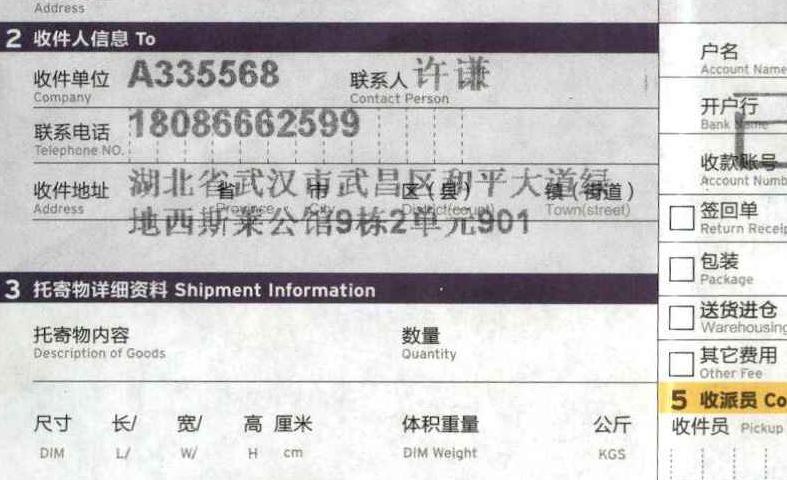 Address
2 收件人信息 To
收件单位 A335568 联系人 许谦
Company Contact Person
联系电话 18086662599
Telephone NO.
收件地址 湖北省武汉市武昌区和平大道绿
省 市 区(县) 镇(街道)
Address Province City District(count) Town(street)
地西斯莱公馆9栋2单元901
3 托寄物详细资料 Shipment Information
托寄物内容 数量
Description of Goods Quantity
尺寸 长/ 宽/ 高 厘米 体积重量 公斤
DIM L/ W/ H cm DIM Weight KGS
户名
Account Name
开户行
Bank Name
收款账号
Account Numb
签回单
Return Receip
包装
Package
送货进仓
Warehousing
其它费用
Other Fee
5 收派员 Co
收件员 Pickup